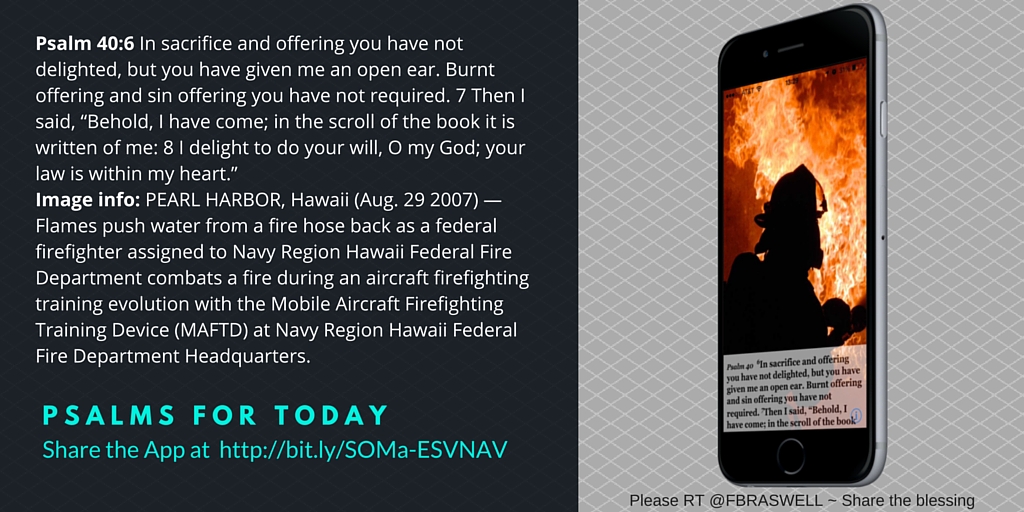 Psalm 40:6 In sacrifice and offering you have not
delighted, but you have given me an open ear. Burnt
offering and sin offering you have not required. 7 Then I
said, “Behold, I have come; in the scroll of the book it is
written of me: 8 I delight to do your will, O my God; your
law is within my heart.”
Image info: PEARL HARBOR, Hawaii (Aug. 29 2007) —
Flames push water from a fire hose back as a federal
firefighter assigned to Navy Region Hawaii Federal Fire
Department combats a fire during an aircraft firefighting
training evolution with the Mobile Aircraft Firefighting
Training Device (MAFTD) at Navy Region Hawaii Federal
Fire Department Headquarters.
PSALMS FOR TODAY
Share the App at http://bit.ly/SOMa-ESVNAV
Psalm 40 ⁶In sacrifice and offering
you have not delighted, but you have
given me an open ear. Burnt offering
and sin offering you have not
required. ⁷Then I said, “Behold, I
have come; in the scroll of the book
Please RT @FBRASWELL ~ Share the blessing